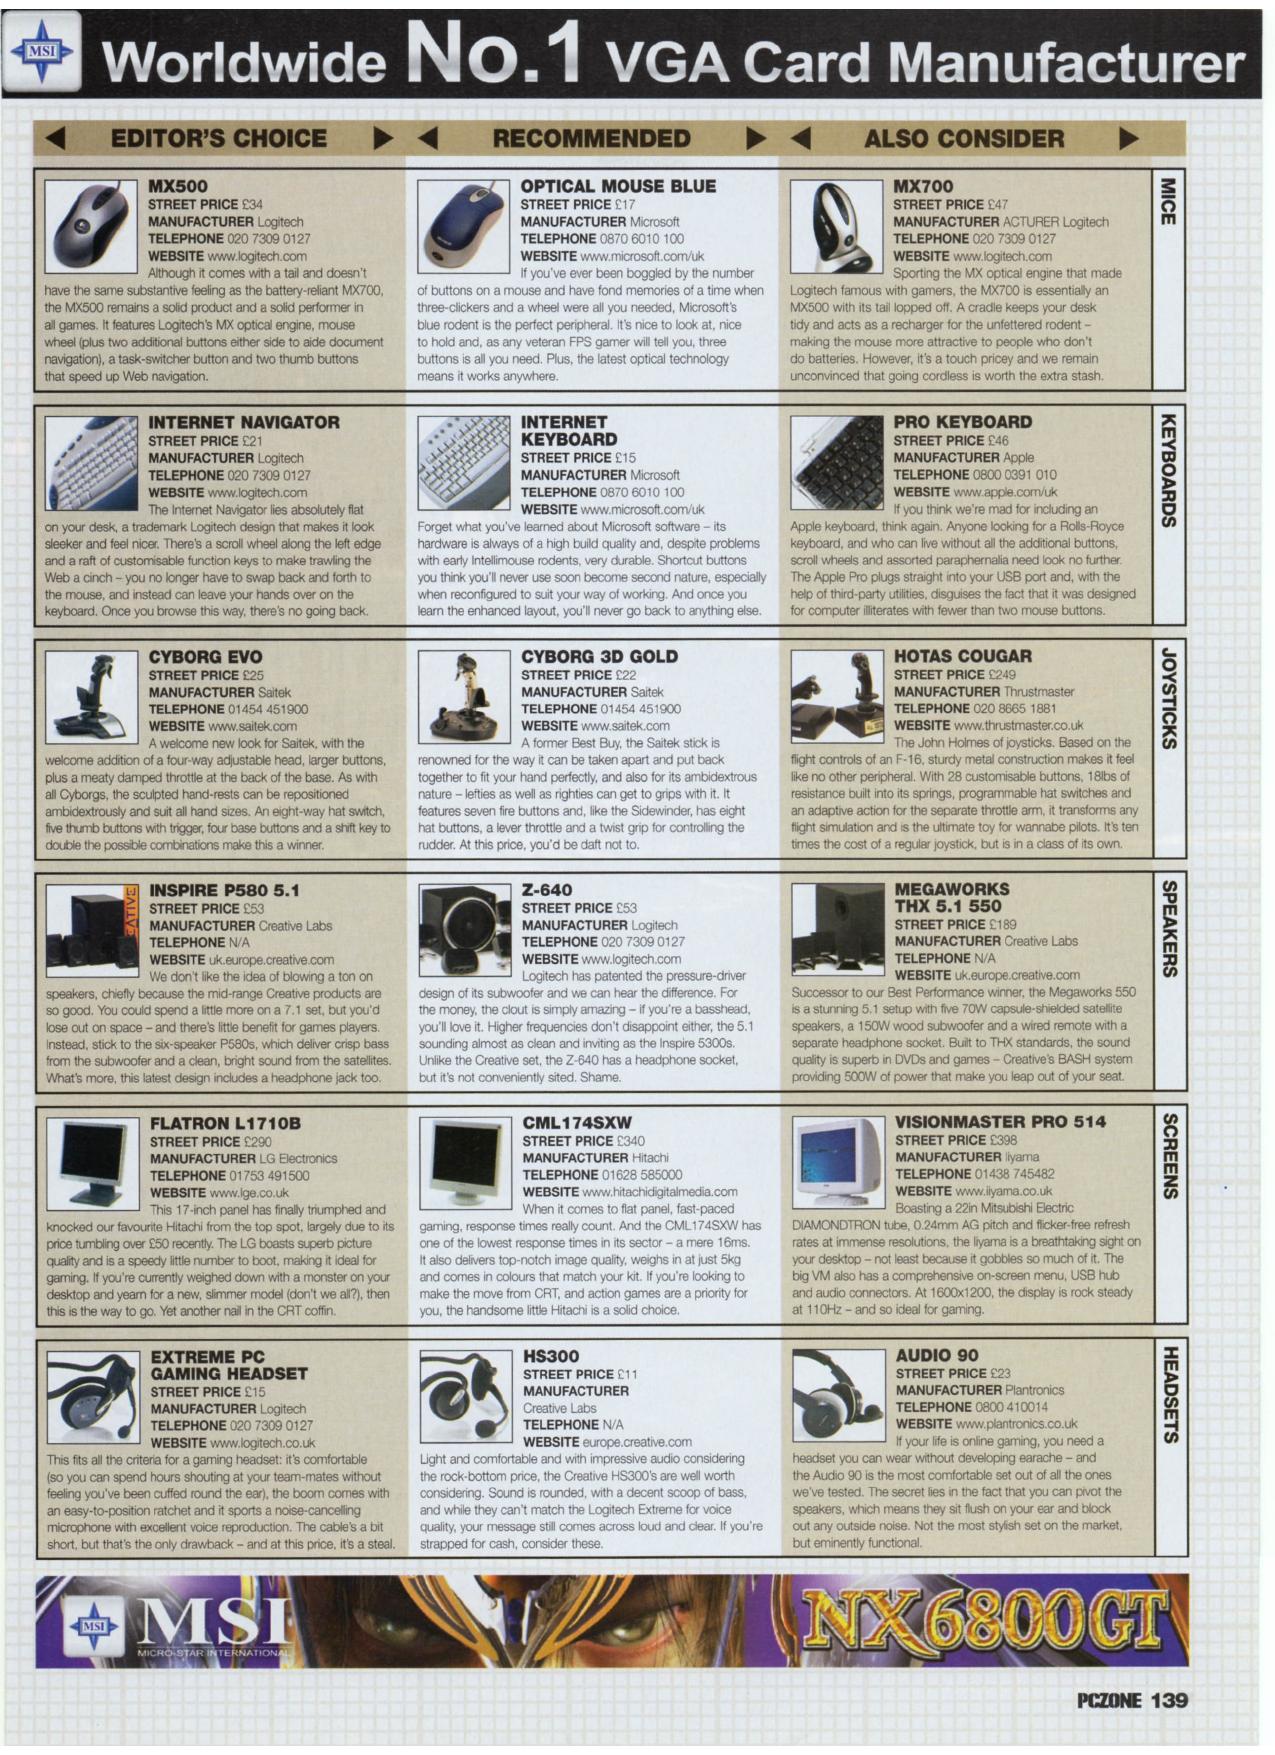 MSI
Worldwide No.1 VGA Card Manufacturer
EDITOR'S CHOICE
RECOMMENDED
ALSO CONSIDER
MICE
MX500
STREET PRICE £34
MANUFACTURER Logitech
TELEPHONE 020 7309 0127
WEBSITE www.logitech.com
Although it comes with a tail and doesn't
have the same substantive feeling as the battery-reliant MX700,
the MX500 remains a solid product and a solid performer in
all games. It features Logitech's MX optical engine, mouse
wheel (plus two additional buttons either side to aide document
navigation), a task-switcher button and two thumb buttons
that speed up Web navigation.
OPTICAL MOUSE BLUE
STREET PRICE £17
MANUFACTURER Microsoft
TELEPHONE 0870 6010 100
WEBSITE www.microsoft.com/uk
If you've ever been boggled by the number
of buttons on a mouse and have fond memories of a time when
three-clickers and a wheel were all you needed, Microsoft's
blue rodent is the perfect peripheral. It's nice to look at, nice
to hold and, as any veteran FPS gamer will tell you, three
buttons is all you need. Plus, the latest optical technology
means it works anywhere.
MX700
STREET PRICE £47
MANUFACTURER ACTURER Logitech
TELEPHONE 020 7309 0127
WEBSITE www.logitech.com
Sporting the MX optical engine that made
Logitech famous with gamers, the MX700 is essentially an
MX500 with its tail lopped off. A cradle keeps your desk
tidy and acts as a recharger for the unfettered rodent –
making the mouse more attractive to people who don't
do batteries. However, it's a touch pricey and we remain
unconvinced that going cordless is worth the extra stash.
KEYBOARDS
INTERNET NAVIGATOR
STREET PRICE £21
MANUFACTURER Logitech
TELEPHONE 020 7309 0127
WEBSITE www.logitech.com
The Internet Navigator lies absolutely flat
on your desk, a trademark Logitech design that makes it look
sleeker and feel nicer. There's a scroll wheel along the left edge
and a raft of customisable function keys to make trawling the
Web a cinch – you no longer have to swap back and forth to
the mouse, and instead can leave your hands over on the
keyboard. Once you browse this way, there's no going back.
INTERNET
KEYBOARD
STREET PRICE £15
MANUFACTURER Microsoft
TELEPHONE 0870 6010 100
WEBSITE www.microsoft.com/uk
Forget what you've learned about Microsoft software – its
hardware is always of a high build quality and, despite problems
with early Intellimouse rodents, very durable. Shortcut buttons
you think you'll never use soon become second nature, especially
when reconfigured to suit your way of working. And once you
learn the enhanced layout, you'll never go back to anything else.
PRO KEYBOARD
STREET PRICE £46
MANUFACTURER Apple
TELEPHONE 0800 0391 010
WEBSITE www.apple.com/uk
If you think we're mad for including an
Apple keyboard, think again. Anyone looking for a Rolls-Royce
keyboard, and who can live without all the additional buttons,
scroll wheels and assorted paraphernalia need look no further.
The Apple Pro plugs straight into your USB port and, with the
help of third-party utilities, disguises the fact that it was designed
for computer illiterates with fewer than two mouse buttons.
JOYSTICKS
CYBORG EVO
STREET PRICE £25
MANUFACTURER Saitek
TELEPHONE 01454 451900
WEBSITE www.saitek.com
A welcome new look for Saitek, with the
welcome addition of a four-way adjustable head, larger buttons,
plus a meaty damped throttle at the back of the base. As with
all Cyborgs, the sculpted hand-rests can be repositioned
ambidextrously and suit all hand sizes. An eight-way hat switch,
five thumb buttons with trigger, four base buttons and a shift key to
double the possible combinations make this a winner.
CYBORG 3D GOLD
STREET PRICE £22
MANUFACTURER Saitek
TELEPHONE 01454 451900
WEBSITE www.saitek.com
A former Best Buy, the Saitek stick is
renowned for the way it can be taken apart and put back
together to fit your hand perfectly, and also for its ambidextrous
nature – lefties as well as righties can get to grips with it. It
features seven fire buttons and, like the Sidewinder, has eight
hat buttons, a lever throttle and a twist grip for controlling the
rudder. At this price, you'd be daft not to.
HOTAS COUGAR
STREET PRICE £249
MANUFACTURER Thrustmaster
TELEPHONE 020 8665 1881
WEBSITE www.thrustmaster.co.uk
The John Holmes of joysticks. Based on the
flight controls of an F-16, sturdy metal construction makes it feel
like no other peripheral. With 28 customisable buttons, 18lbs of
resistance built into its springs, programmable hat switches and
an adaptive action for the separate throttle arm, it transforms any
flight simulation and is the ultimate toy for wannabe pilots. It's ten
times the cost of a regular joystick, but is in a class of its own.
SPEAKERS
EATIVE
INSPIRE P580 5.1
STREET PRICE £53
MANUFACTURER Creative Labs
TELEPHONE N/A
WEBSITE uk.europe.creative.com
We don't like the idea of blowing a ton on
speakers, chiefly because the mid-range Creative products are
so good. You could spend a little more on a 7.1 set, but you'd
lose out on space – and there's little benefit for games players.
Instead, stick to the six-speaker P580s, which deliver crisp bass
from the subwoofer and a clean, bright sound from the satellites.
What's more, this latest design includes a headphone jack too.
Z-640
STREET PRICE £53
MANUFACTURER Logitech
TELEPHONE 020 7309 0127
WEBSITE www.logitech.com
Logitech has patented the pressure-driver
design of its subwoofer and we can hear the difference. For
the money, the clout is simply amazing – if you're a basshead,
you'll love it. Higher frequencies don't disappoint either, the 5.1
sounding almost as clean and inviting as the Inspire 5300s.
Unlike the Creative set, the Z-640 has a headphone socket,
but it's not conveniently sited. Shame.
MEGAWORKS
THX 5.1 550
STREET PRICE £189
MANUFACTURER Creative Labs
TELEPHONE N/A
WEBSITE uk.europe.creative.com
Successor to our Best Performance winner, the Megaworks 550
is a stunning 5.1 setup with five 70W capsule-shielded satellite
speakers, a 150W wood subwoofer and a wired remote with a
separate headphone socket. Built to THX standards, the sound
quality is superb in DVDs and games – Creative's BASH system
providing 500W of power that make you leap out of your seat.
SCREENS
FLATRON L1710B
STREET PRICE £290
MANUFACTURER LG Electronics
TELEPHONE 01753 491500
WEBSITE www.lge.co.uk
This 17-inch panel has finally triumphed and
knocked our favourite Hitachi from the top spot, largely due to its
price tumbling over £50 recently. The LG boasts superb picture
quality and is a speedy little number to boot, making it ideal for
gaming. If you're currently weighed down with a monster on your
desktop and yearn for a new, slimmer model (don't we all?), then
this is the way to go. Yet another nail in the CRT coffin.
CML174SXW
STREET PRICE £340
MANUFACTURER Hitachi
TELEPHONE 01628 585000
WEBSITE www.hitachidigitalmedia.com
When it comes to flat panel, fast-paced
gaming, response times really count. And the CML174SXW has
one of the lowest response times in its sector – a mere 16ms.
It also delivers top-notch image quality, weighs in at just 5kg
and comes in colours that match your kit. If you're looking to
make the move from CRT, and action games are a priority for
you, the handsome little Hitachi is a solid choice.
VISIONMASTER PRO 514
STREET PRICE £398
MANUFACTURER Iiyama
TELEPHONE 01438 745482
WEBSITE www.iiyama.co.uk
Boasting a 22in Mitsubishi Electric
DIAMONDTRON tube, 0.24mm AG pitch and flicker-free refresh
rates at immense resolutions, the Iiyama is a breathtaking sight on
your desktop – not least because it gobbles so much of it. The
big VM also has a comprehensive on-screen menu, USB hub
and audio connectors. At 1600x1200, the display is rock steady
at 110Hz – and so ideal for gaming.
HEADSETS
EXTREME PC
GAMING HEADSET
STREET PRICE £15
MANUFACTURER Logitech
TELEPHONE 020 7309 0127
WEBSITE www.logitech.co.uk
This fits all the criteria for a gaming headset: it's comfortable
(so you can spend hours shouting at your team-mates without
feeling you've been cuffed round the ear), the boom comes with
an easy-to-position ratchet and it sports a noise-cancelling
microphone with excellent voice reproduction. The cable's a bit
short, but that's the only drawback – and at this price, it's a steal.
HS300
STREET PRICE £11
MANUFACTURER
Creative Labs
TELEPHONE N/A
WEBSITE europe.creative.com
Light and comfortable and with impressive audio considering
the rock-bottom price, the Creative HS300's are well worth
considering. Sound is rounded, with a decent scoop of bass,
and while they can't match the Logitech Extreme for voice
quality, your message still comes across loud and clear. If you're
strapped for cash, consider these.
AUDIO 90
STREET PRICE £23
MANUFACTURER Plantronics
TELEPHONE 0800 410014
WEBSITE www.plantronics.co.uk
If your life is online gaming, you need a
headset you can wear without developing earache – and
the Audio 90 is the most comfortable set out of all the ones
we've tested. The secret lies in the fact that you can pivot the
speakers, which means they sit flush on your ear and block
out any outside noise. Not the most stylish set on the market,
but eminently functional.
MSI
MSI
MICRO-STAR INTERNATIONAL
NX6800GT
PCZONE 139